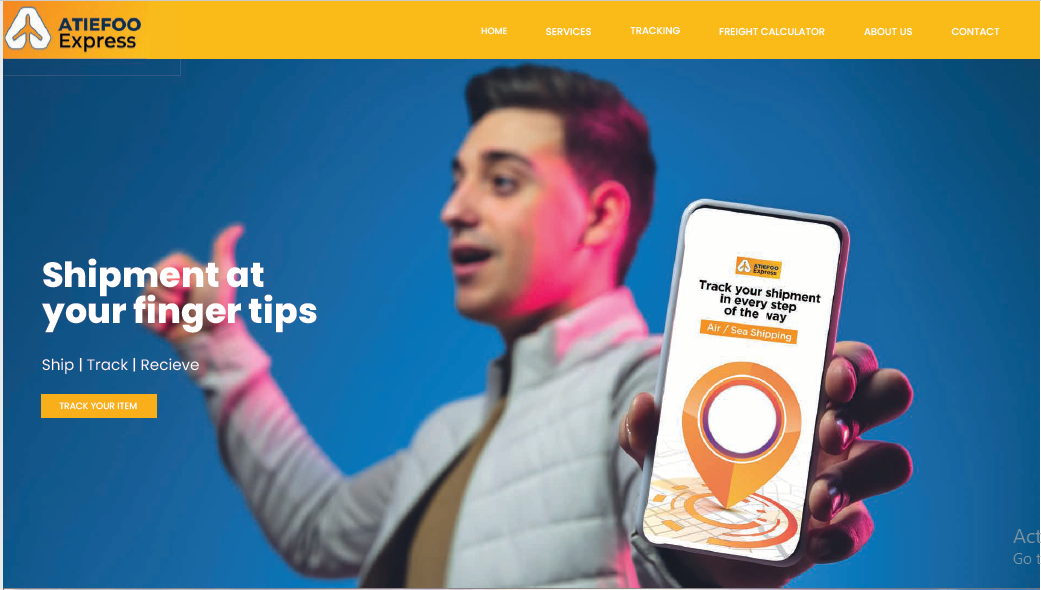 ATIEFOO
Express
HOME SERVICES TRACKING FREIGHT CALCULATOR ABOUT US CONTACT
Shipment at
your finger tips
Ship | Track | Recieve
TRACK YOUR ITEM
ATIEFOO
Express
Track your shipment
in every step
of the way
Air / Sea Shipping
Act
Go t